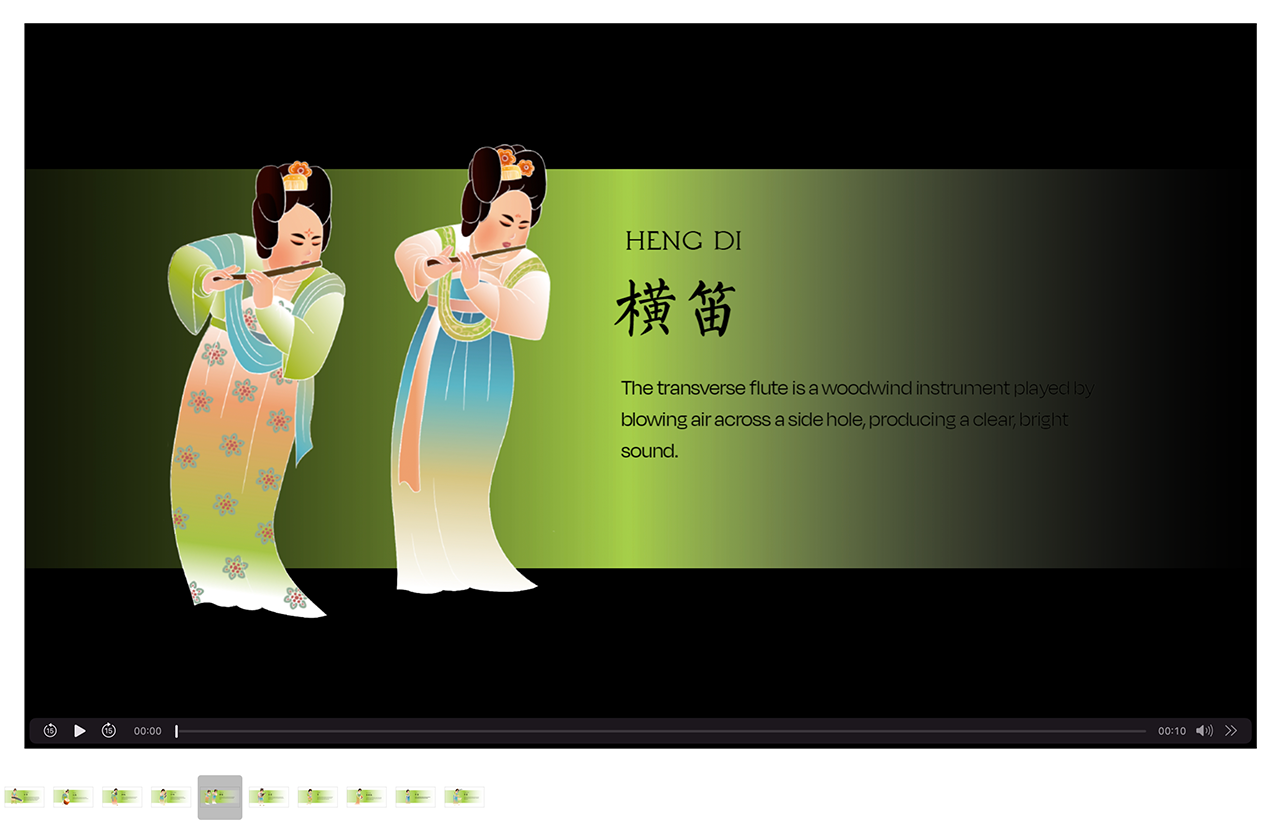 HENG DI
横笛
The transverse flute is a woodwind instrument played by
blowing air across a side hole, producing a clear, bright
sound.
15
15
00:00
00:10